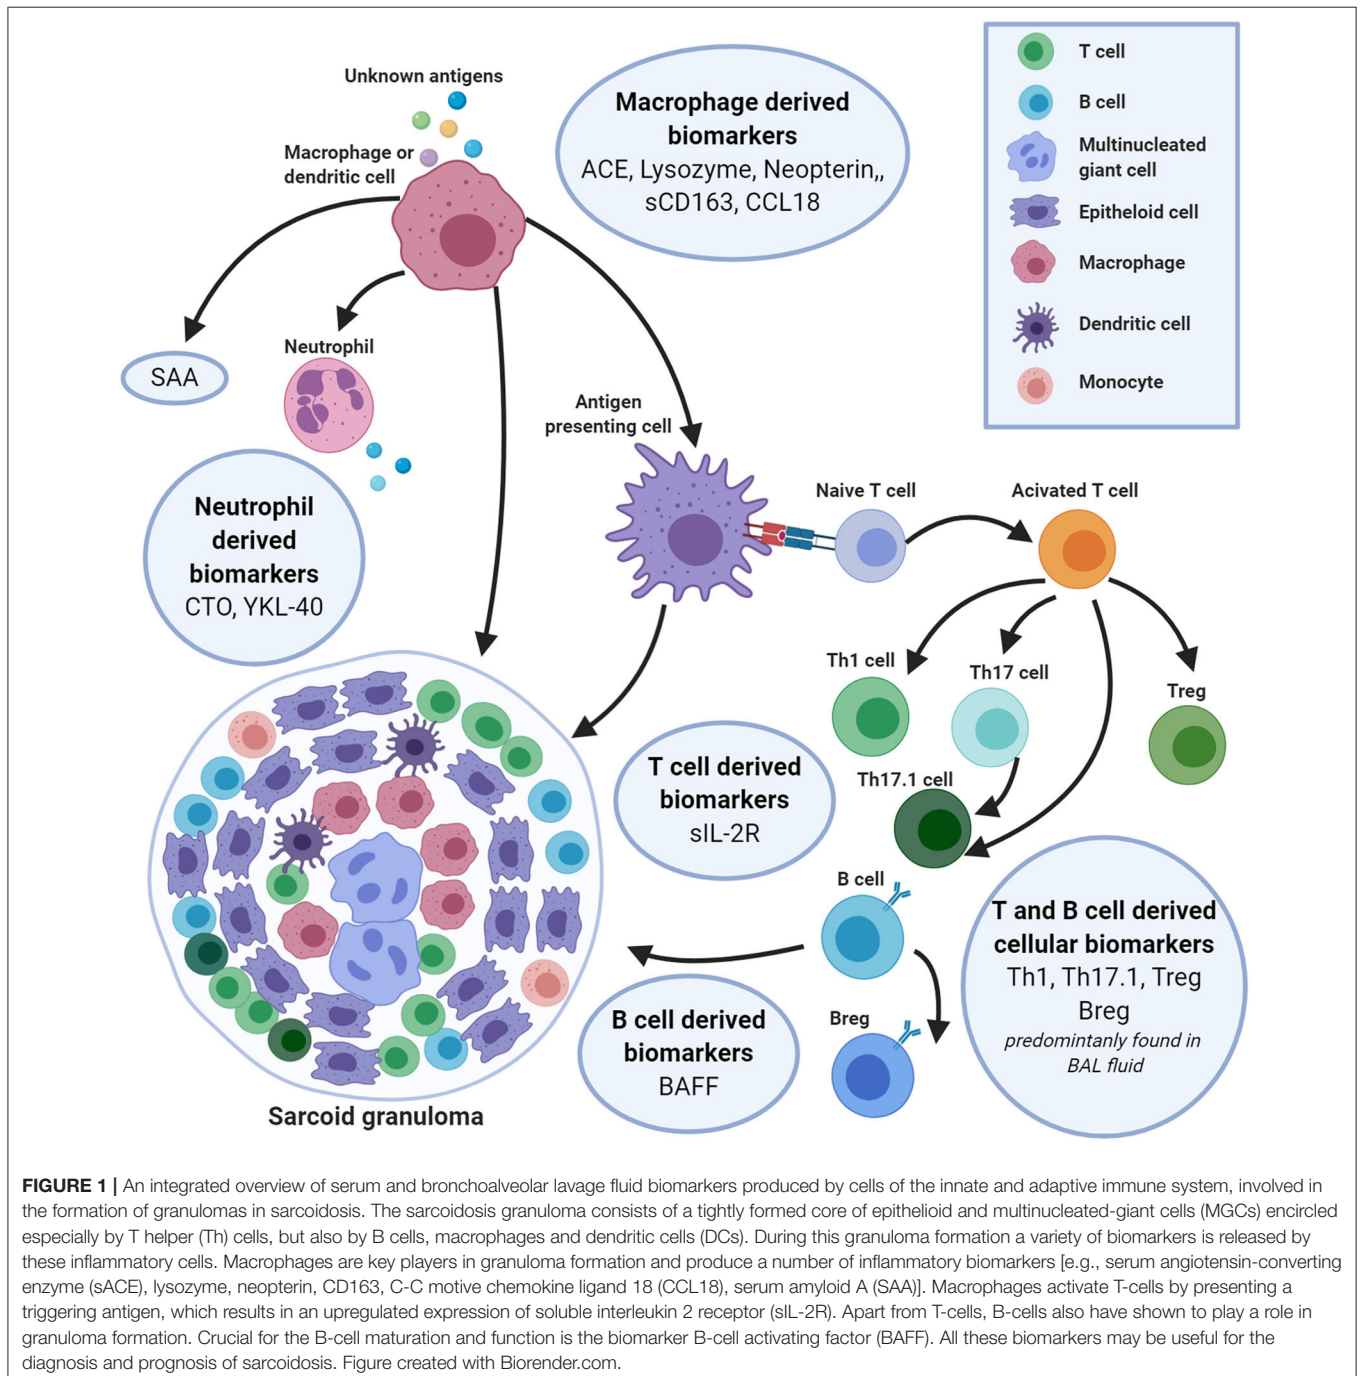 Unknown antigens
Macrophage or
dendritic cell
Macrophage derived
biomarkers
ACE, Lysozyme, Neopterin,,
sCD163, CCL18
T cell
B cell
Multinucleated
giant cell
Epitheloid cell
Macrophage
Dendritic cell
Monocyte
SAA
Neutrophil
Antigen
presenting cell
Naive T cell
Acivated T cell
Neutrophil
derived
biomarkers
CTO, YKL-40
Th1 cell
Th17 cell
Treg
Th17.1 cell
T cell derived
biomarkers
sIL-2R
B cell
T and B cell derived
cellular biomarkers
Th1, Th17.1, Treg
Breg
predomintanly found in
BAL fluid
Breg
B cell derived
biomarkers
BAFF
Sarcoid granuloma
FIGURE 1 | An integrated overview of serum and bronchoalveolar lavage fluid biomarkers produced by cells of the innate and adaptive immune system, involved in
the formation of granulomas in sarcoidosis. The sarcoidosis granuloma consists of a tightly formed core of epithelioid and multinucleated-giant cells (MGCs) encircled
especially by T helper (Th) cells, but also by B cells, macrophages and dendritic cells (DCs). During this granuloma formation a variety of biomarkers is released by
these inflammatory cells. Macrophages are key players in granuloma formation and produce a number of inflammatory biomarkers [e.g., serum angiotensin-converting
enzyme (sACE), lysozyme, neopterin, CD163, C-C motive chemokine ligand 18 (CCL18), serum amyloid A (SAA)]. Macrophages activate T-cells by presenting a
triggering antigen, which results in an upregulated expression of soluble interleukin 2 receptor (sIL-2R). Apart from T-cells, B-cells also have shown to play a role in
granuloma formation. Crucial for the B-cell maturation and function is the biomarker B-cell activating factor (BAFF). All these biomarkers may be useful for the
diagnosis and prognosis of sarcoidosis. Figure created with Biorender.com.